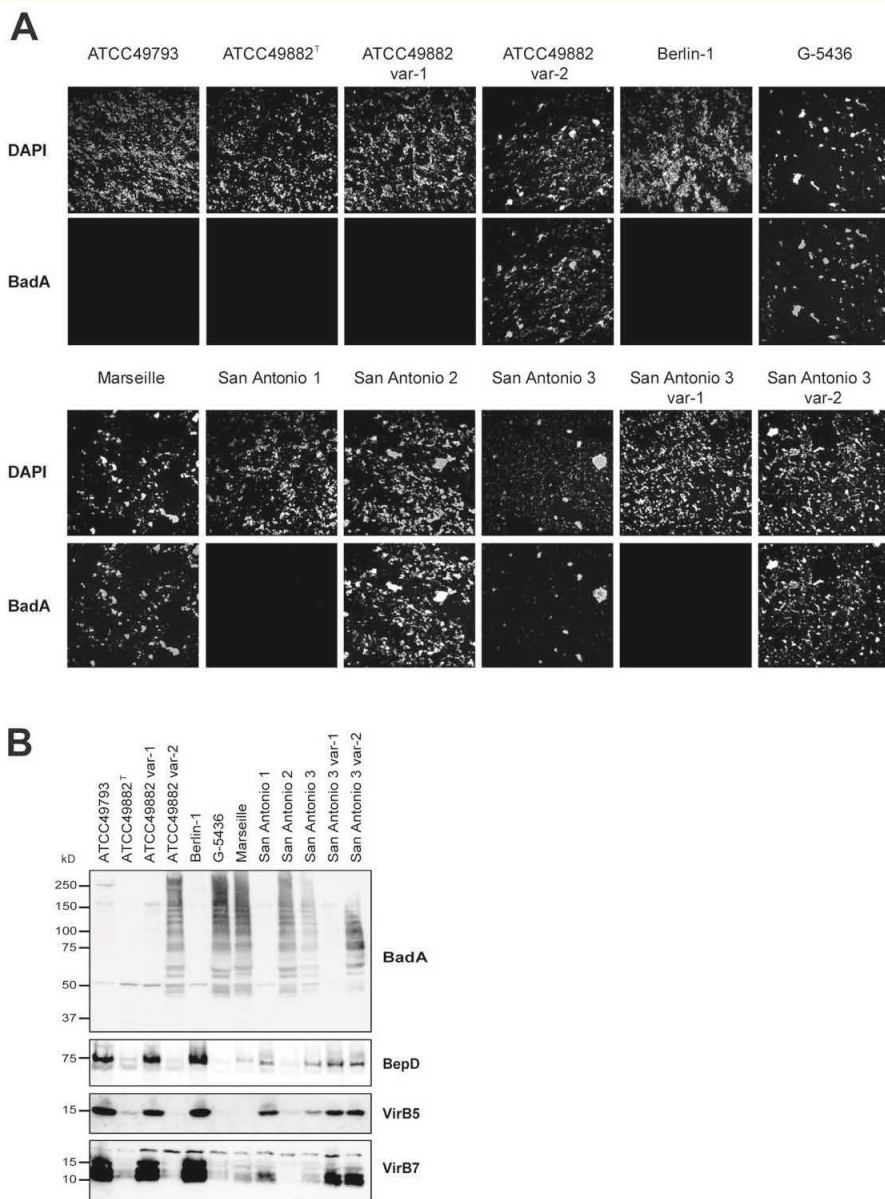 A
ATCC49793 ATCC49882ᵀ ATCC49882 var-1 ATCC49882 var-2 Berlin-1 G-5436
DAPI
BadA
Marseille San Antonio 1 San Antonio 2 San Antonio 3 San Antonio 3 var-1 San Antonio 3 var-2
DAPI
BadA
B
ATCC49793
ATCC49882ᵀ
ATCC49882 var-1
ATCC49882 var-2
Berlin-1
G-5436
Marseille
San Antonio 1
San Antonio 2
San Antonio 3
San Antonio 3 var-1
San Antonio 3 var-2
kD
250
150
100
75
50
37
BadA
75
BepD
15
VirB5
15
10
VirB7